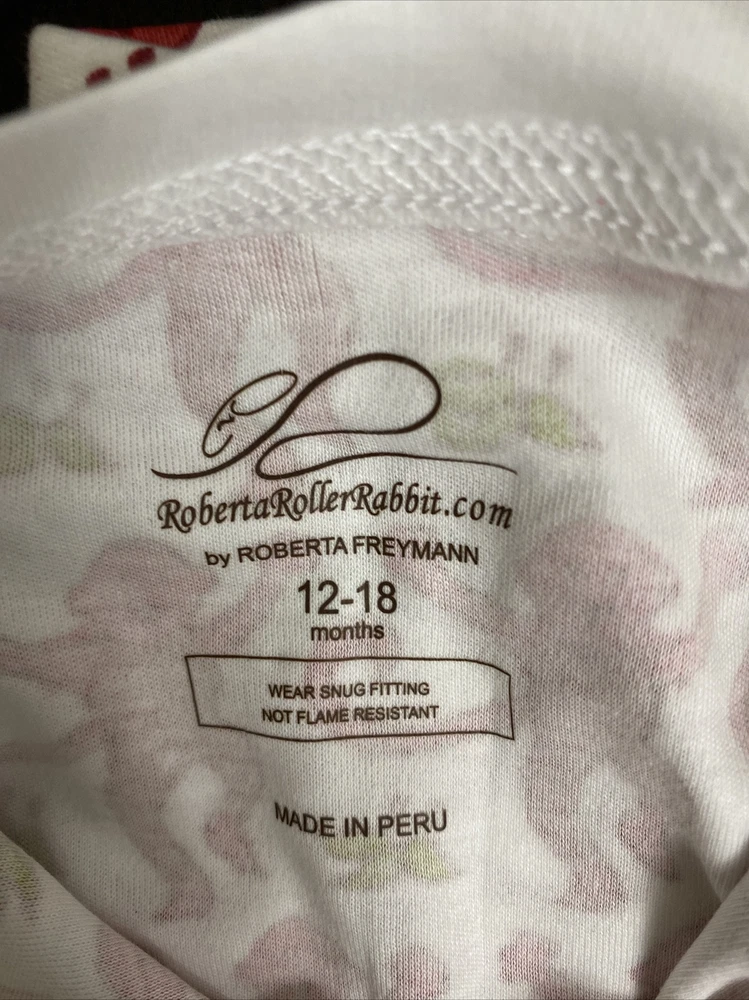 RobertaRollerRabbit.com
by ROBERTA FREYMANN
12-18
months
WEAR SNUG FITTING
NOT FLAME RESISTANT
MADE IN PERU